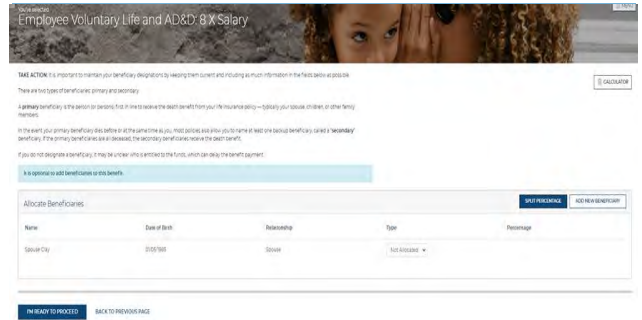 You've selected
Employee Voluntary Life and AD&D: 8 X Salary
TAKE ACTION: It is important to maintain your beneficiary designations by keeping them current and including as much information in the fields below as possible.
CALCULATOR
There are two types of beneficiaries: primary and secondary.
A primary beneficiary is the person (or persons) first in line to receive the death benefit from your life insurance policy — typically your spouse, children, or other family
members.
In the event your primary beneficiary dies before or at the same time as you, most policies also allow you to name at least one backup beneficiary, called a "secondary"
beneficiary. If the primary beneficiaries are all deceased, the secondary beneficiaries receive the death benefit.
If you do not designate a beneficiary, it may be unclear who is entitled to the funds, which can delay the benefit payment.
It is optional to add beneficiaries to this benefit.
Allocate Beneficiaries
SPLIT PERCENTAGE
ADD NEW BENEFICIARY
Name Date of Birth Relationship Type Percentage
Spouse Clay Spouse Not Allocated
I'M READY TO PROCEED
BACK TO PREVIOUS PAGE